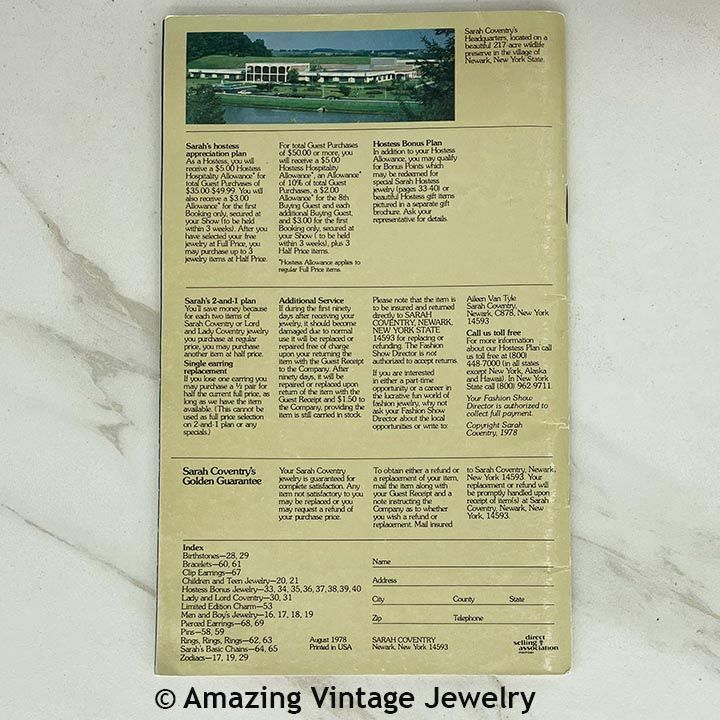 Sarah Coventry's
Headquarters, located on a
beautiful 217-acre wildlife
preserve in the village of
Newark, New York State.
Sarah's hostess
appreciation plan
As a Hostess, you will
receive a $5.00 Hostess
Hospitality Allowance* for
total Guest Purchases of
$35.00-$49.99. You will
also receive a $3.00
Allowance* for the first
Booking only, secured at
your Show (to be held
within 3 weeks). After you
have selected your free
jewelry at Full Price, you
may purchase up to 3
jewelry items at Half Price.
For total Guest Purchases
of $50.00 or more, you
will receive a $5.00
Hostess Hospitality
Allowance*, an Allowance*
of 10% of total Guest
Purchases, a $2.00
Allowance* for the 8th
Buying Guest and each
additional Buying Guest,
and $3.00 for the first
Booking only, secured at
your Show ( to be held
within 3 weeks), plus 3
Half Price items.
*Hostess Allowance applies to
regular Full Price items.
Hostess Bonus Plan
In addition to your Hostess
Allowance, you may qualify
for Bonus Points which
may be redeemed for
special Sarah Hostess
jewelry (pages 33-40) or
beautiful Hostess gift items
pictured in a separate gift
brochure. Ask your
representative for details.
Sarah's 2-and-1 plan
You'll save money because
for each two items of
Sarah Coventry or Lord
and Lady Coventry jewelry
you purchase at regular
price, you may purchase
another item at half price.
Single earring
replacement
If you lose one earring you
may purchase a ½ pair for
half the current full price, as
long as we have the item
available. (This cannot be
used as full price selection
on 2-and-1 plan or any
specials.)
Additional Service
If during the first ninety
days after receiving your
jewelry, it should become
damaged due to normal
use it will be replaced or
repaired free of charge
upon your returning the
item with the Guest Receipt
to the Company. After
ninety days, it will be
repaired or replaced upon
return of the item with the
Guest Receipt and $1.50 to
the Company, providing the
item is still carried in stock.
Please note that the item is
to be insured and returned
directly to SARAH
COVENTRY, NEWARK,
NEW YORK STATE
14593 for replacing or
refunding. The Fashion
Show Director is not
authorized to accept returns.
If you are interested
in either a part-time
opportunity or a career in
the lucrative fun world of
fashion jewelry, why not
ask your Fashion Show
Director about the local
opportunities or write to:
Aileen Van Tyle
Sarah Coventry,
Newark, C878, New York
14593
Call us toll free
For more information
about our Hostess Plan call
us toll free at (800)
448-7000 (in all states
except New York, Alaska
and Hawaii). In New York
State call (800) 962-9711.
Your Fashion Show
Director is authorized to
collect full payment.
Copyright Sarah
Coventry, 1978
Sarah Coventry's
Golden Guarantee
Your Sarah Coventry
jewelry is guaranteed for
complete satisfaction. Any
item not satisfactory to you
may be replaced or you
may request a refund of
your purchase price.
To obtain either a refund or
a replacement of your item,
mail the item along with
your Guest Receipt and a
note instructing the
Company as to whether
you wish a refund or
replacement. Mail insured
to Sarah Coventry, Newark,
New York 14593. Your
replacement or refund will
be promptly handled upon
receipt of item(s) at Sarah
Coventry, Newark, New
York, 14593.
Index
Birthstones—28, 29
Bracelets—60, 61
Clip Earrings—67
Children and Teen Jewelry—20, 21
Hostess Bonus Jewelry—33, 34, 35, 36, 37, 38, 39, 40
Lady and Lord Coventry—30, 31
Limited Edition Charm—53
Men and Boy's Jewelry—16, 17, 18, 19
Pierced Earrings—68, 69
Pins—58, 59
Rings, Rings, Rings—62, 63
Sarah's Basic Chains—64, 65
Zodiacs—17, 19, 29
August 1978
Printed in USA
Name
Address
City County State
Zip Telephone
SARAH COVENTRY
Newark, New York 14593
direct
selling
association
© Amazing Vintage Jewelry